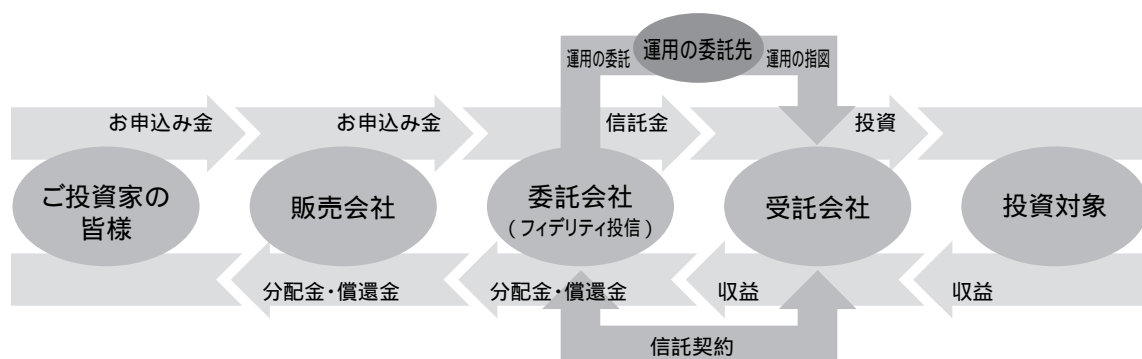 運用の委託
運用の委託先
運用の指図
お申込み金
お申込み金
信託金
投資
ご投資家の
皆様
販売会社
委託会社
(フィデリティ投信)
受託会社
投資対象
分配金・償還金
分配金・償還金
収益
収益
信託契約